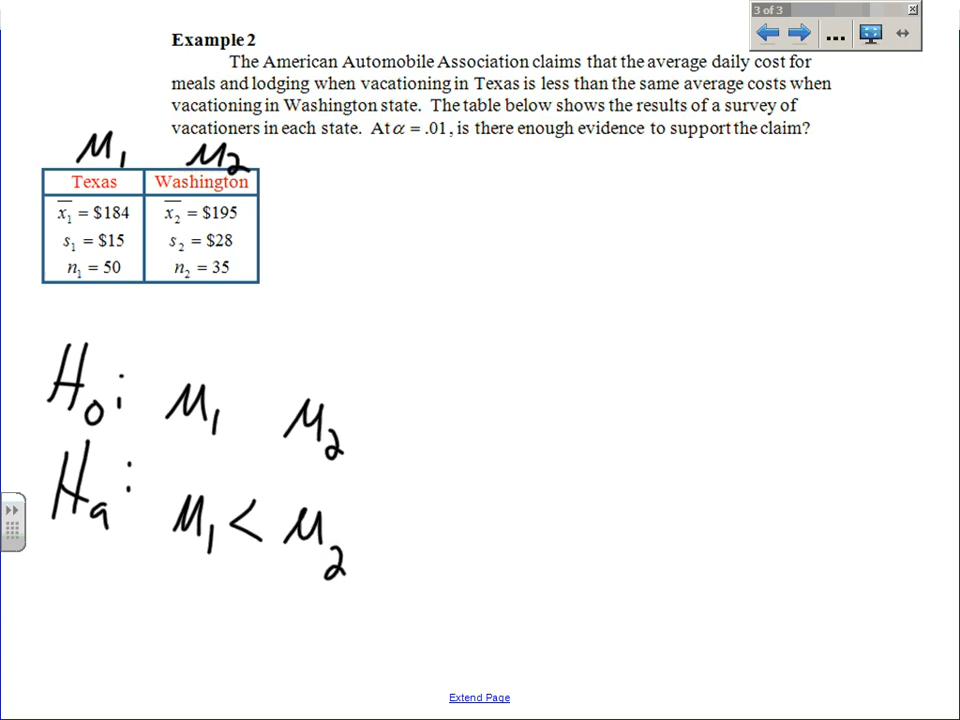 3 of 3
Example 2
The American Automobile Association claims that the average daily cost for
meals and lodging when vacationing in Texas is less than the same average costs when
vacationing in Washington state. The table below shows the results of a survey of
vacationers in each state. At α = .01, is there enough evidence to support the claim?
μ₁ μ₂
Texas Washington
x̄₁ = $184 x̄₂ = $195
s₁ = $15 s₂ = $28
n₁ = 50 n₂ = 35
H₀: μ₁ μ₂
Hₐ: μ₁ < μ₂
Extend Page